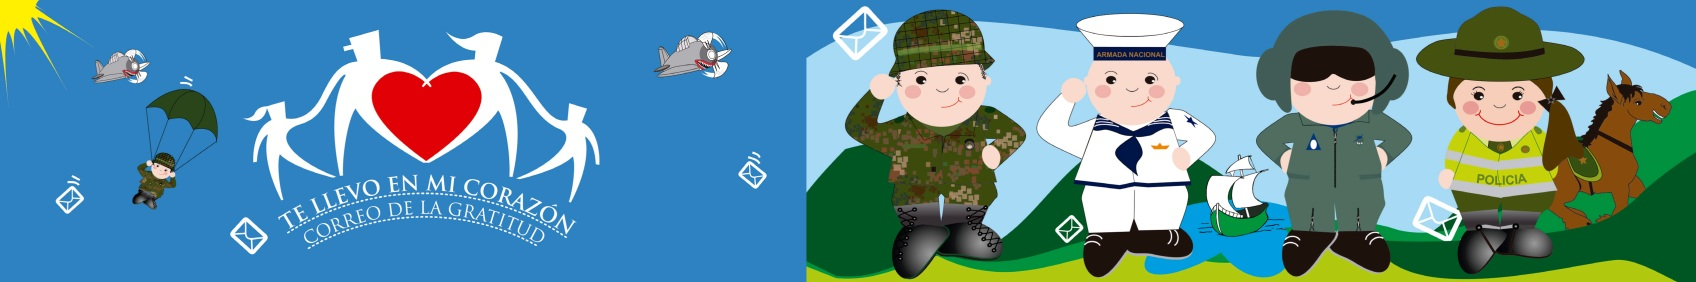 TE LLEVO EN MI CORAZÓN
CORREO DE LA GRATITUD
ARMADA NACIONAL
POLICIA